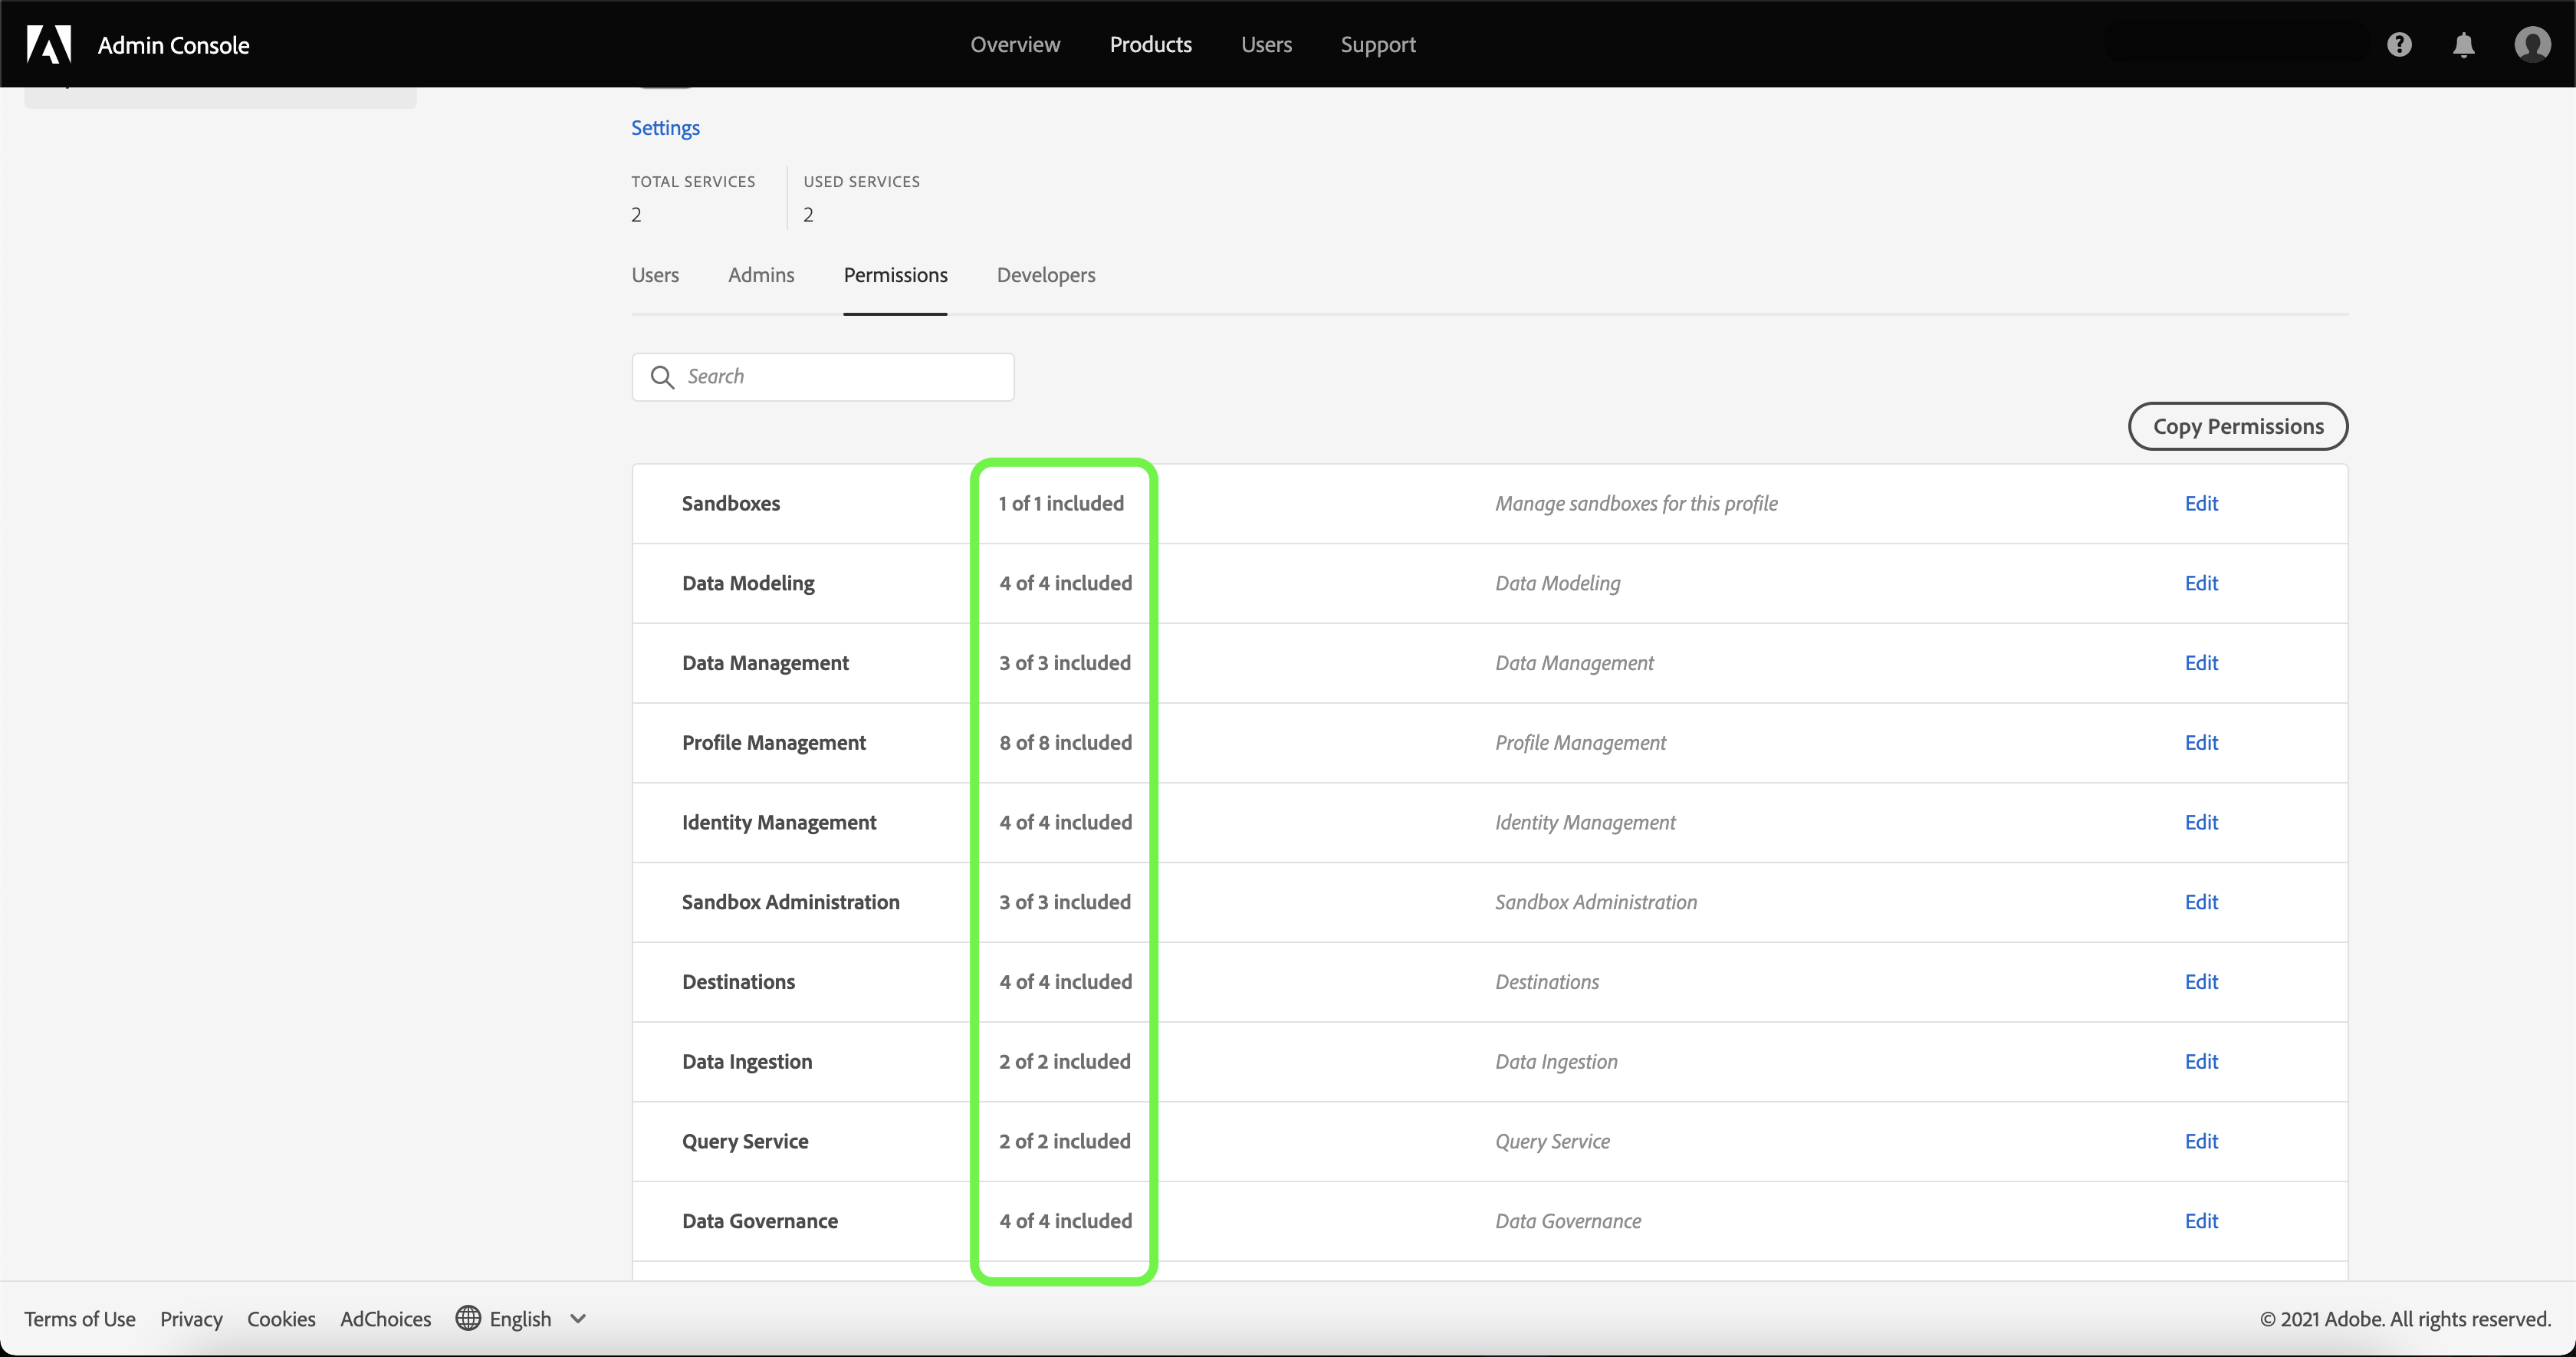 Admin Console
Overview Products Users Support
Settings
TOTAL SERVICES USED SERVICES
2 2
Users Admins Permissions Developers
Search
Copy Permissions
Sandboxes 1 of 1 included Manage sandboxes for this profile Edit
Data Modeling 4 of 4 included Data Modeling Edit
Data Management 3 of 3 included Data Management Edit
Profile Management 8 of 8 included Profile Management Edit
Identity Management 4 of 4 included Identity Management Edit
Sandbox Administration 3 of 3 included Sandbox Administration Edit
Destinations 4 of 4 included Destinations Edit
Data Ingestion 2 of 2 included Data Ingestion Edit
Query Service 2 of 2 included Query Service Edit
Data Governance 4 of 4 included Data Governance Edit
Terms of Use Privacy Cookies AdChoices English © 2021 Adobe. All rights reserved.